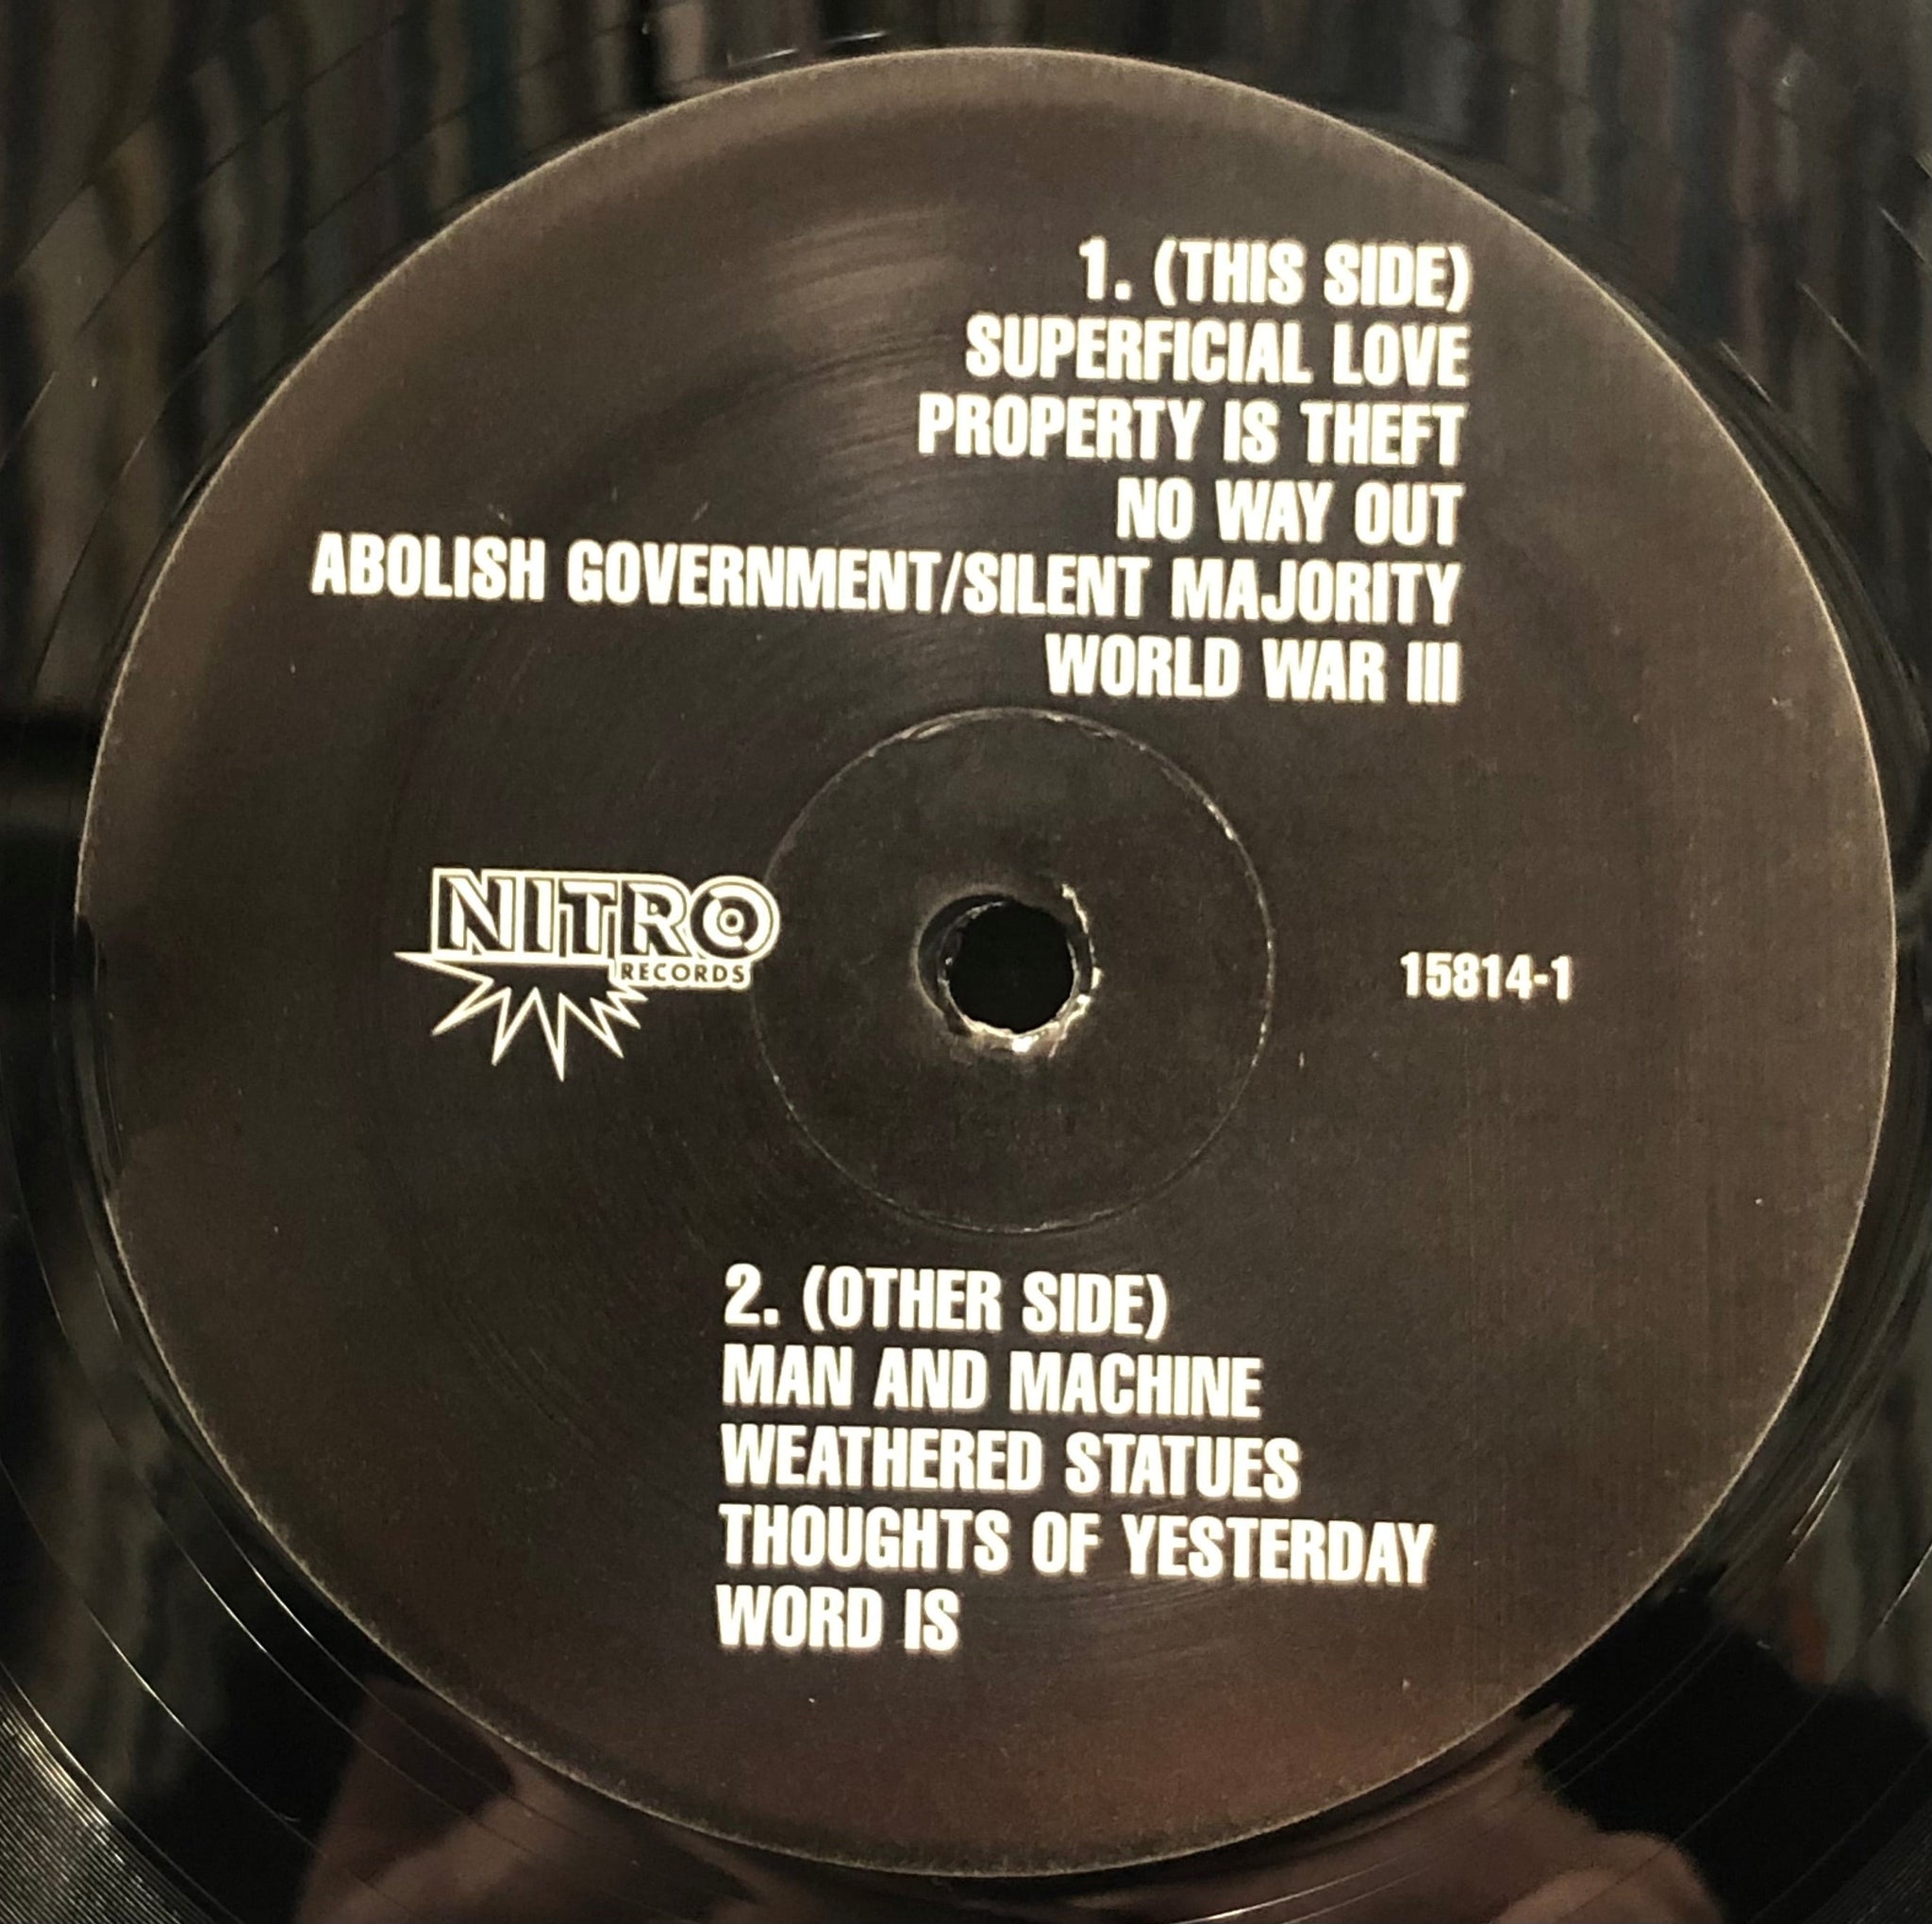 1. (THIS SIDE)
SUPERFICIAL LOVE
PROPERTY IS THEFT
NO WAY OUT
ABOLISH GOVERNMENT/SILENT MAJORITY
WORLD WAR III
NITRO
RECORDS
15814-1
2. (OTHER SIDE)
MAN AND MACHINE
WEATHERED STATUES
THOUGHTS OF YESTERDAY
WORD IS